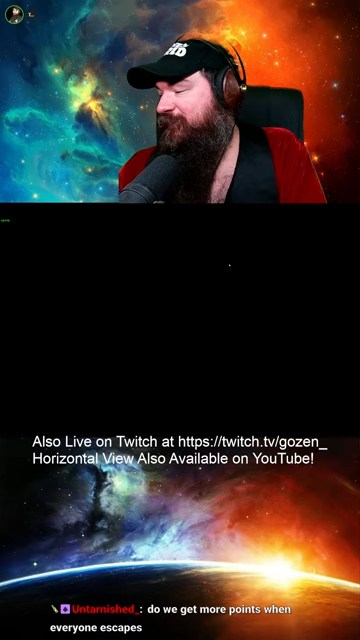 Also Live on Twitch at https://twitch.tv/gozen_
Horizontal View Also Available on YouTube!
Untarnished_: do we get more points when
everyone escapes